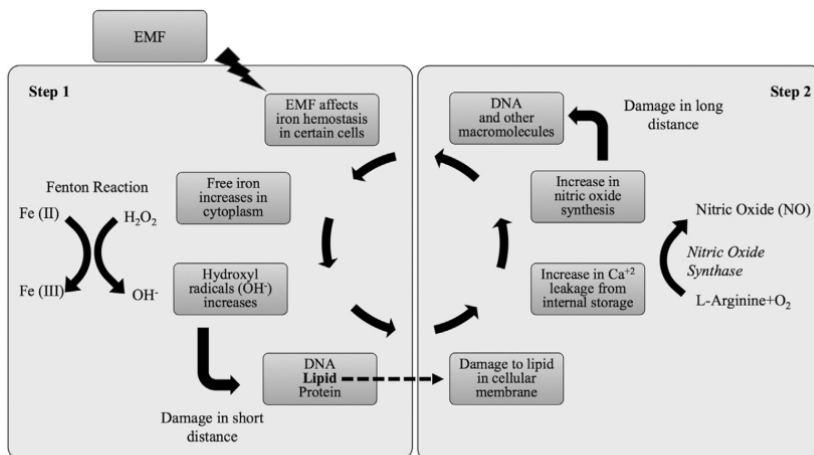 EMF
Step 1
EMF affects
iron hemostasis
in certain cells
Fenton Reaction
Fe (II)
H₂O₂
Fe (III)
OH-
Free iron
increases in
cytoplasm
Hydroxyl
radicals (OH-)
increases
DNA
Lipid
Protein
Damage in short
distance
Step 2
DNA
and other
macromolecules
Damage in long
distance
Increase in
nitric oxide
synthesis
Nitric Oxide (NO)
Nitric Oxide
Synthase
L-Arginine+O₂
Increase in Ca⁺²
leakage from
internal storage
Damage to lipid
in cellular
membrane